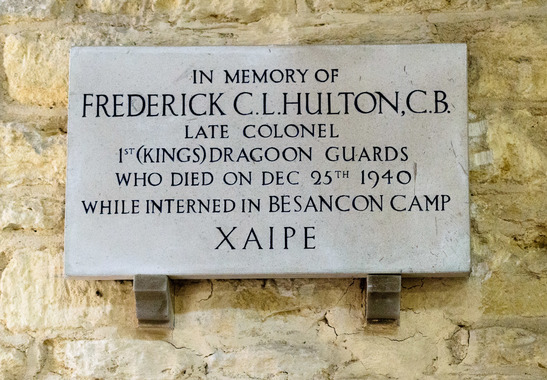 IN MEMORY OF
FREDERICK C.L.HULTON,C.B.
LATE COLONEL
1ST(KINGS)DRAGOON GUARDS
WHO DIED ON DEC 25TH 1940
WHILE INTERNED IN BESANCON CAMP
XAIPE